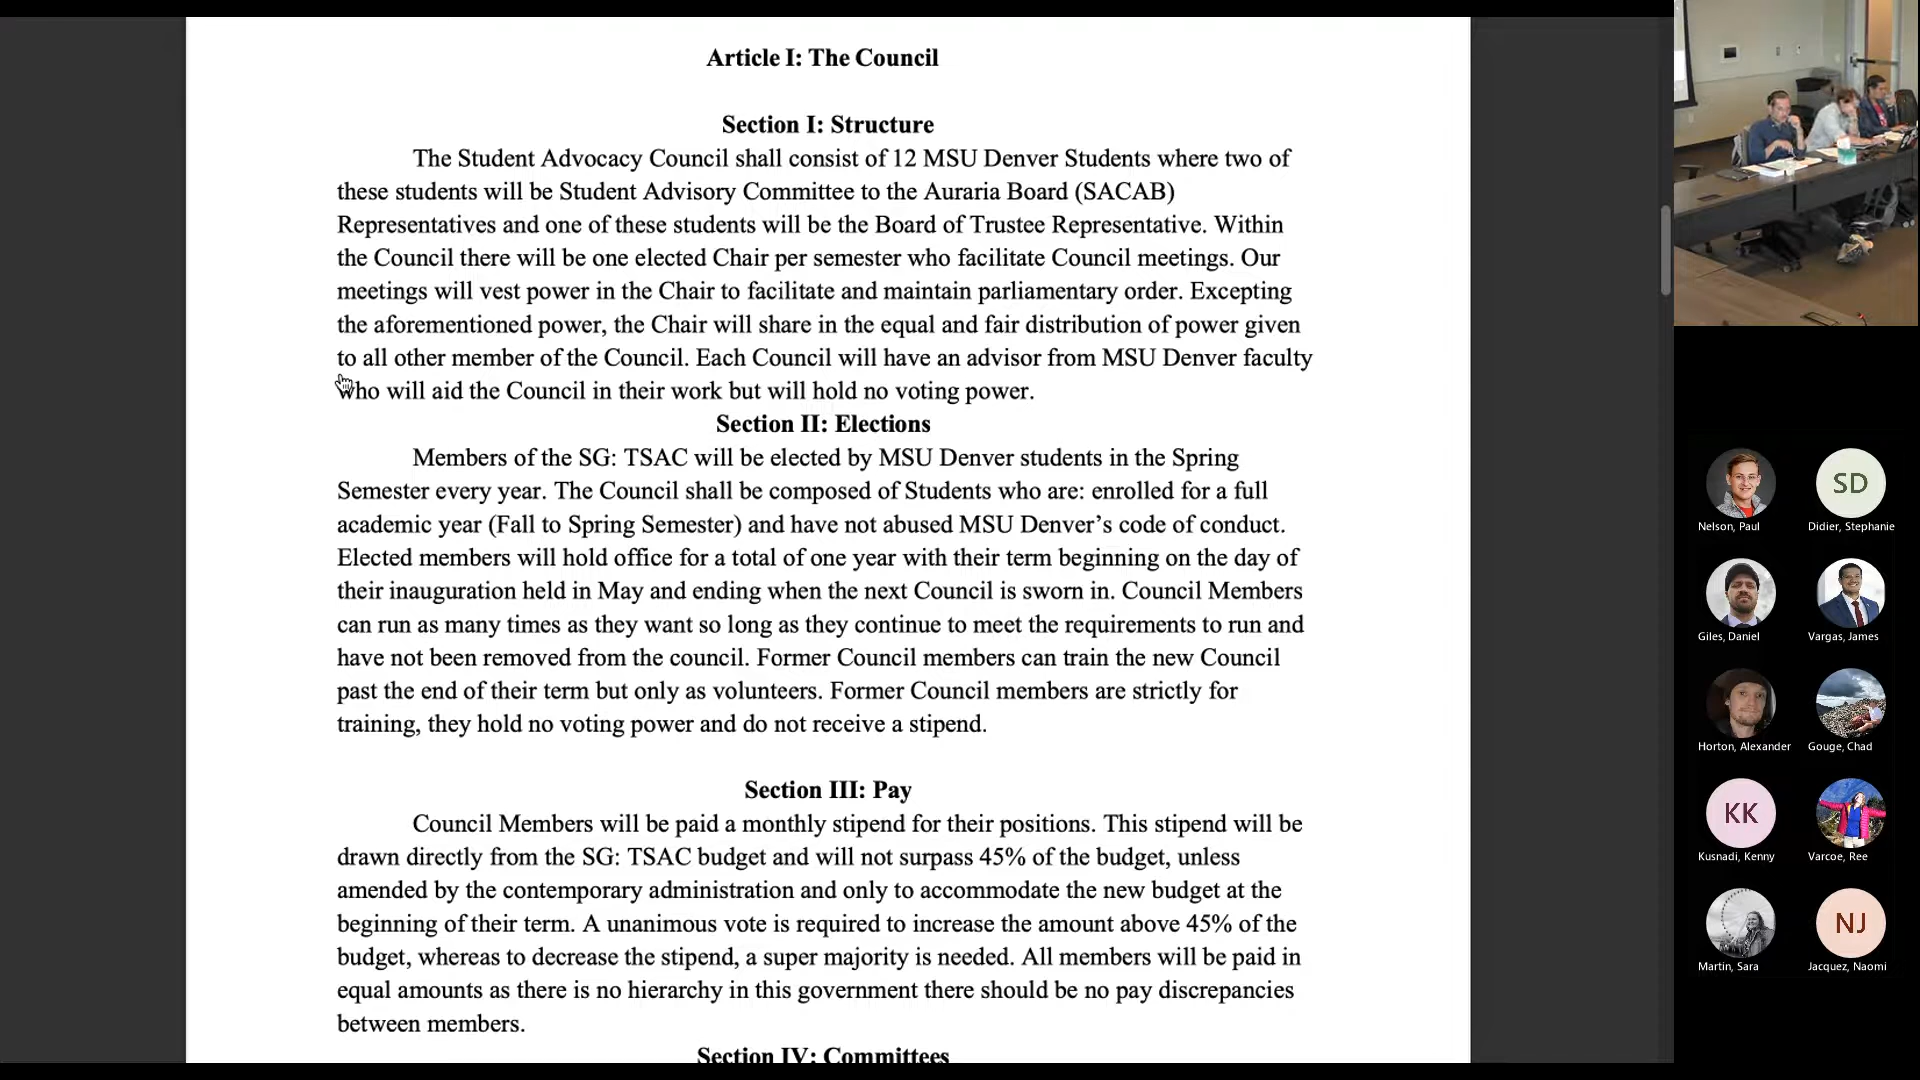 Article I: The Council
Section I: Structure
The Student Advocacy Council shall consist of 12 MSU Denver Students where two of
these students will be Student Advisory Committee to the Auraria Board (SACAB)
Representatives and one of these students will be the Board of Trustee Representative. Within
the Council there will be one elected Chair per semester who facilitate Council meetings. Our
meetings will vest power in the Chair to facilitate and maintain parliamentary order. Excepting
the aforementioned power, the Chair will share in the equal and fair distribution of power given
to all other member of the Council. Each Council will have an advisor from MSU Denver faculty
who will aid the Council in their work but will hold no voting power.
Section II: Elections
Members of the SG: TSAC will be elected by MSU Denver students in the Spring
Semester every year. The Council shall be composed of Students who are: enrolled for a full
academic year (Fall to Spring Semester) and have not abused MSU Denver’s code of conduct.
Elected members will hold office for a total of one year with their term beginning on the day of
their inauguration held in May and ending when the next Council is sworn in. Council Members
can run as many times as they want so long as they continue to meet the requirements to run and
have not been removed from the council. Former Council members can train the new Council
past the end of their term but only as volunteers. Former Council members are strictly for
training, they hold no voting power and do not receive a stipend.
Section III: Pay
Council Members will be paid a monthly stipend for their positions. This stipend will be
drawn directly from the SG: TSAC budget and will not surpass 45% of the budget, unless
amended by the contemporary administration and only to accommodate the new budget at the
beginning of their term. A unanimous vote is required to increase the amount above 45% of the
budget, whereas to decrease the stipend, a super majority is needed. All members will be paid in
equal amounts as there is no hierarchy in this government there should be no pay discrepancies
between members.
Section IV: Committees
Nelson, Paul
SD
Didier, Stephanie
Giles, Daniel
Vargas, James
Horton, Alexander
Gouge, Chad
KK
Kusnadi, Kenny
Varcoe, Ree
Martin, Sara
NJ
Jacquez, Naomi